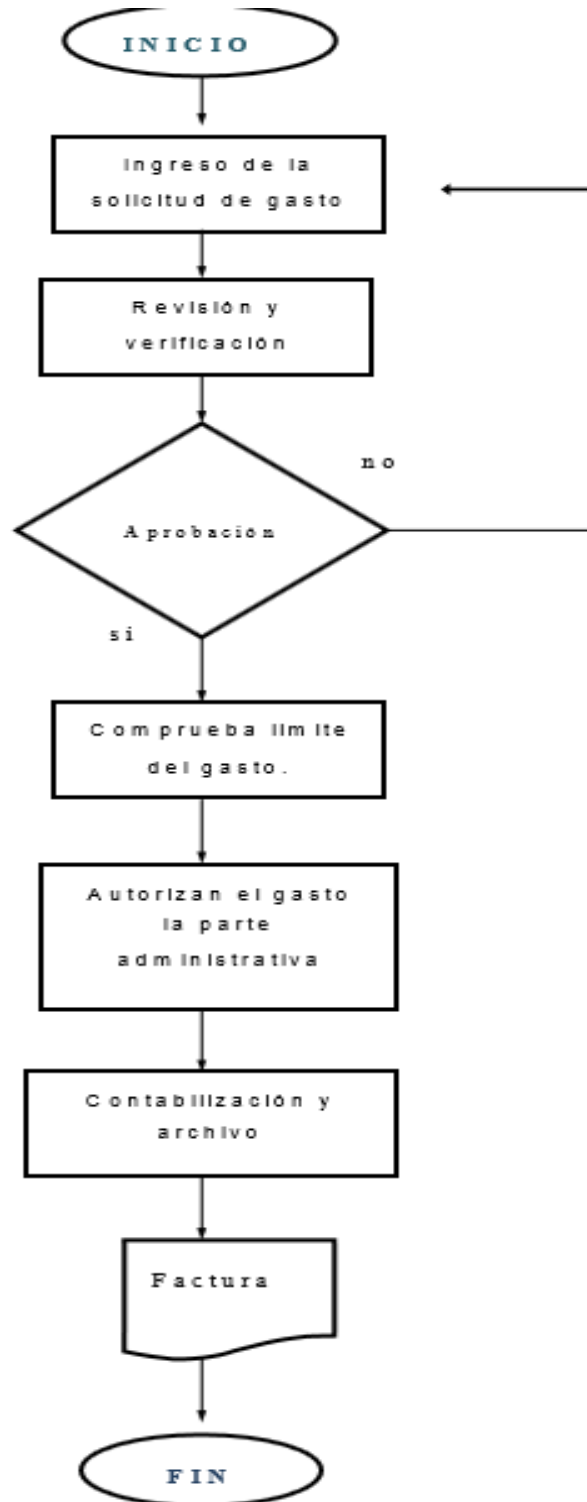 INICIO
Ingreso de la
solicitud de gasto
Revisión y
verificación
no
Aprobación
si
Comprueba limite
del gasto.
Autorizan el gasto
la parte
administrativa
Contabilización y
archivo
Factura
FIN